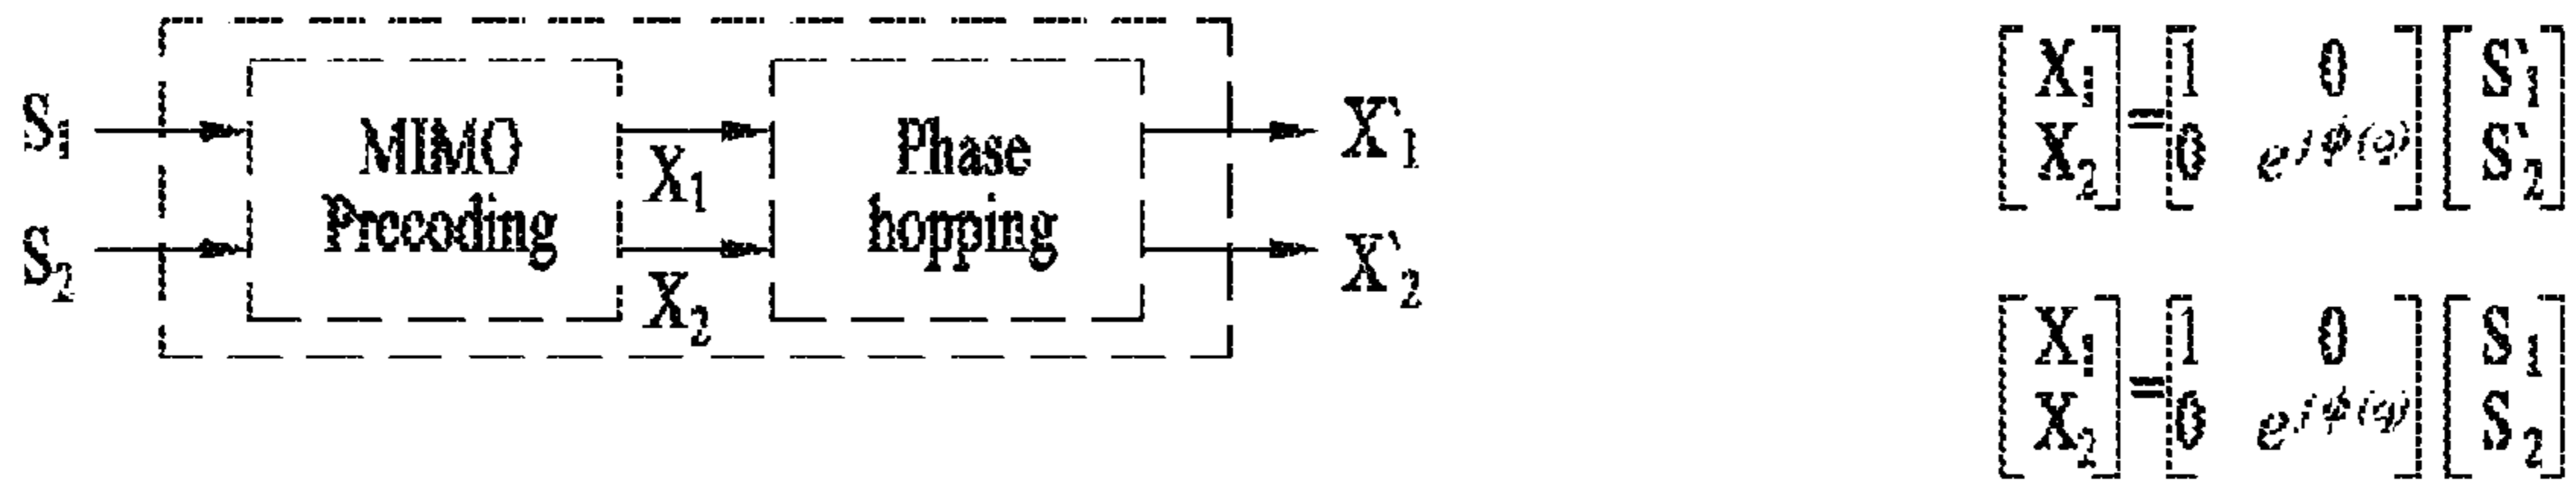 S₁
S₂
MIMO
Precoding
X₁
X₂
Phase
hopping
X`₁
X`₂
[X₁ X₂] = [1 0; 0 e^{jϕ(q)}] [S`₁ S`₂]
[X₁ X₂] = [1 0; 0 e^{jϕ(q)}] [S₁ S₂]